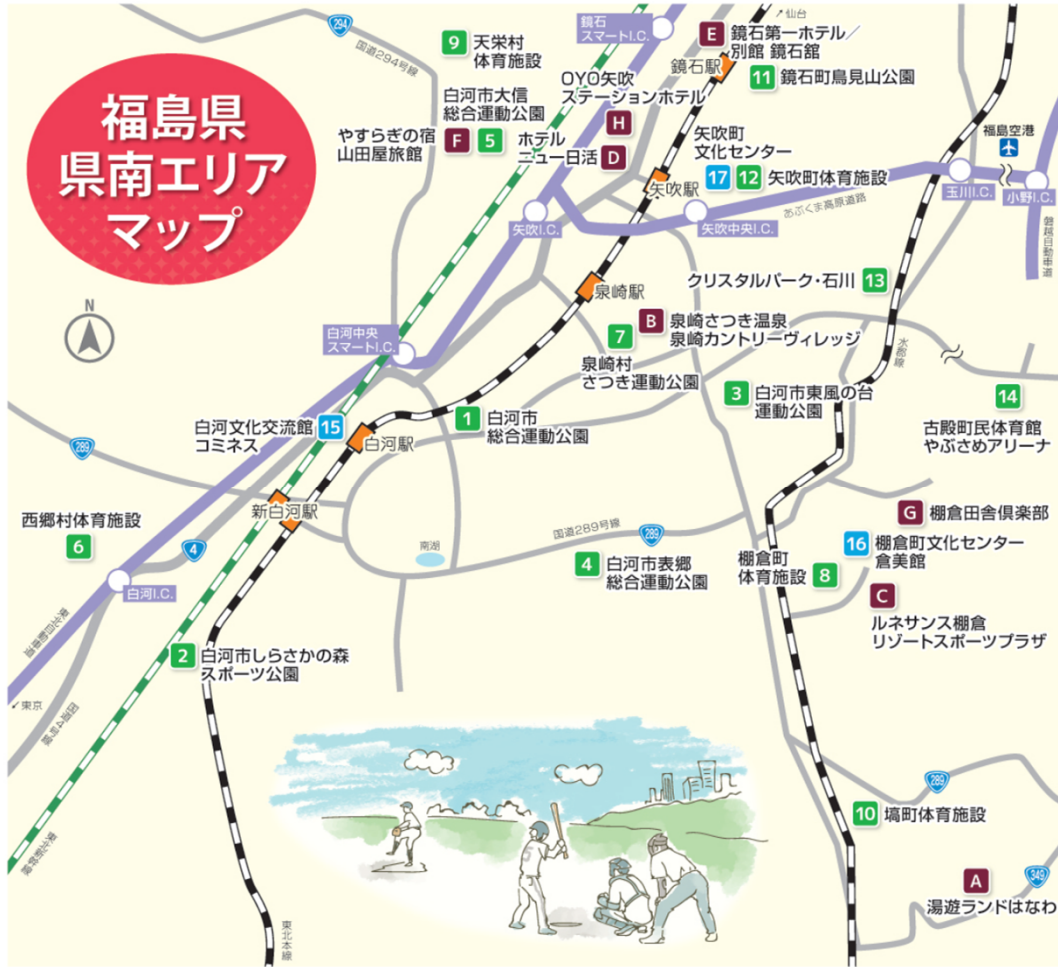 福島県
県南エリア
マップ
294
国道294号線
9
天栄村
体育施設
鏡石
スマートI.C.
仙台
E
鏡石第一ホテル／
別館 鏡石舘
鏡石駅
11
鏡石町鳥見山公園
OYO矢吹
ステーションホテル
H
白河市大信
総合運動公園
やすらぎの宿
山田屋旅館
F
5
ホテル
ニュー日活
D
矢吹町
文化センター
17
12
矢吹町体育施設
矢吹駅
福島空港
玉川I.C.
小野I.C.
あぶくま高原道路
磐越自動車道
矢吹I.C.
矢吹中央I.C.
クリスタルパーク・石川
13
泉崎駅
B
泉崎さつき温泉
泉崎カントリーヴィレッジ
7
泉崎村
さつき運動公園
N
白河中央
スマートI.C.
水郡線
3
白河市東風の台
運動公園
14
古殿町民体育館
やぶさめアリーナ
1
白河市
総合運動公園
白河文化交流館
コミネス
15
白河駅
289
新白河駅
西郷村体育施設
6
4
白河I.C.
南湖
国道289号線
289
4
白河市表郷
総合運動公園
G
棚倉田舎倶楽部
16
棚倉町文化センター
倉美館
棚倉町
体育施設
8
C
ルネサンス棚倉
リゾートスポーツプラザ
東北自動車道
2
白河市しらさかの森
スポーツ公園
東京
国道4号線
東北新幹線
東北本線
289
10
塙町体育施設
349
A
湯遊ランドはなわ